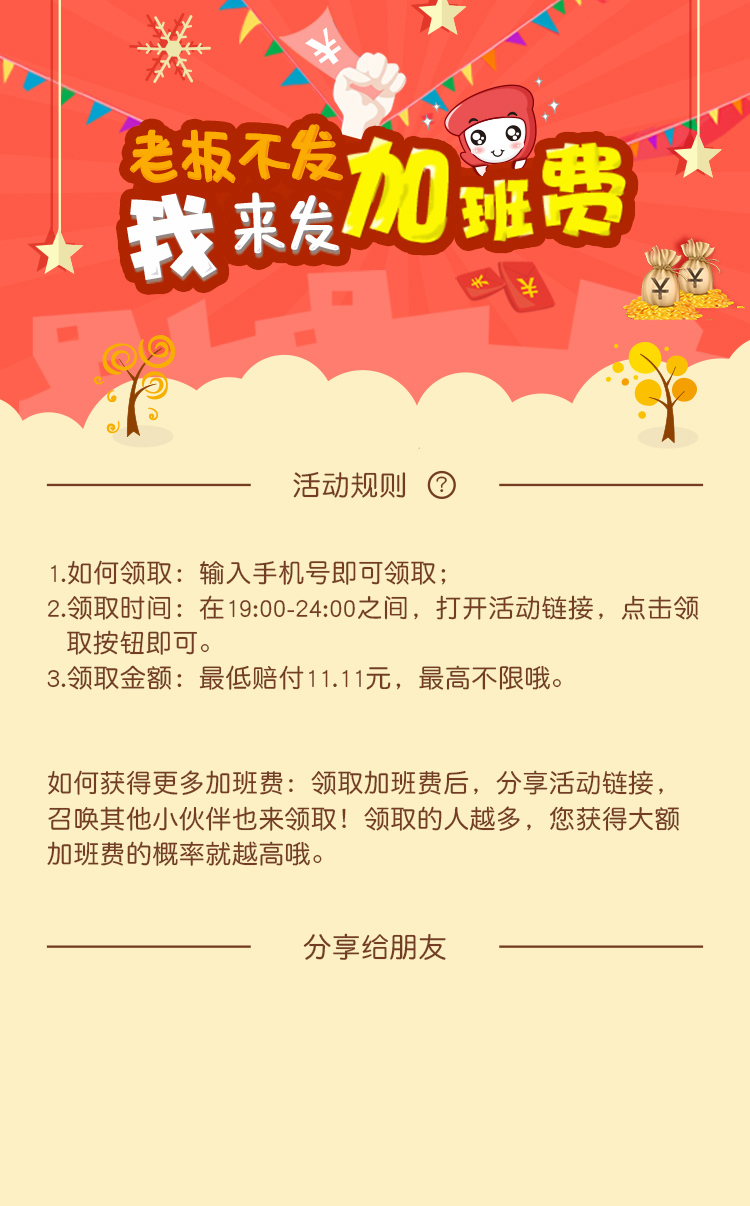 老板不发
我来发加班费
活动规则 ?
1.如何领取：输入手机号即可领取；
2.领取时间：在19:00-24:00之间，打开活动链接，点击领
取按钮即可。
3.领取金额：最低赔付11.11元，最高不限哦。
如何获得更多加班费：领取加班费后，分享活动链接，
召唤其他小伙伴也来领取！领取的人越多，您获得大额
加班费的概率就越高哦。
分享给朋友
¥
¥
¥
¥
¥